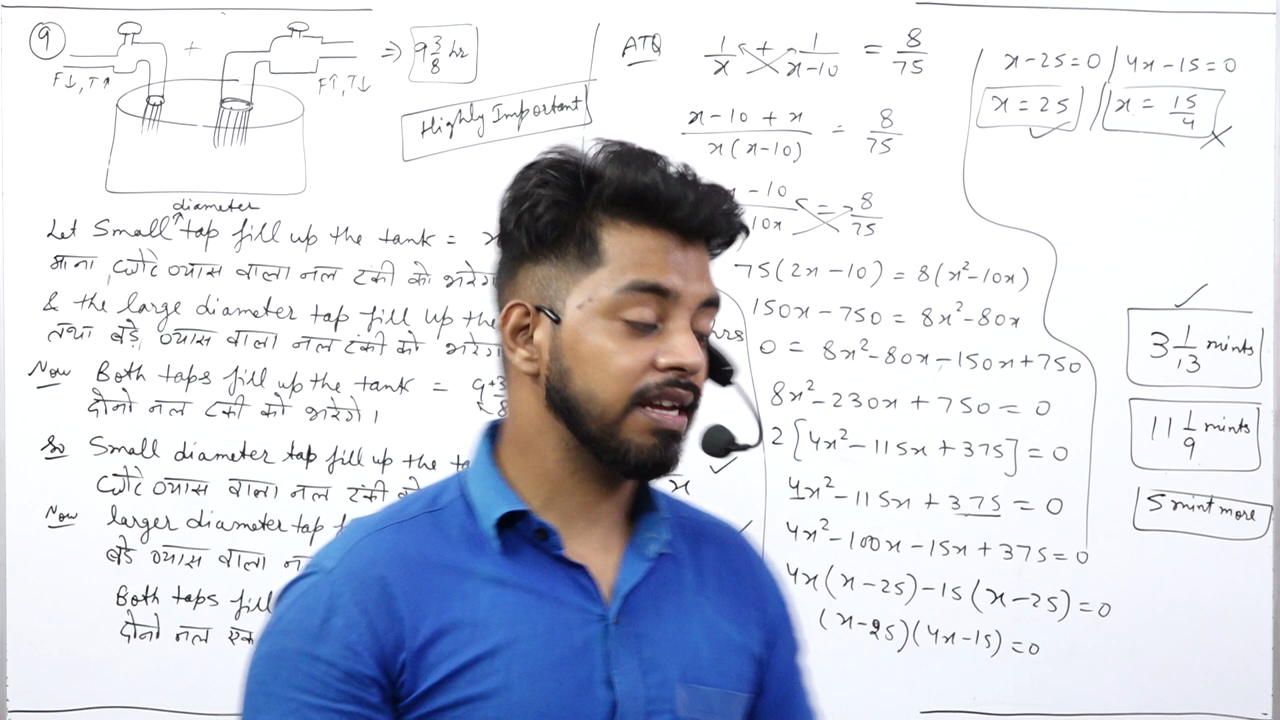 9
+
⇒ 9 3/8 hr
F↓, T↑
F↑, T↓
Highly Important
diameter
Let Small tap fill up the tank = x
माना, छोटे व्यास वाला नल टंकी को भरेगा
& the large diameter tap fill up the
तथा बड़े व्यास वाला नल टंकी को भरेगा
Now Both taps fill up the tank = 9+3/8
दोनो नल टंकी को भरेगे।
So Small diameter tap fill up the
छोटे व्यास वाला नल टंकी को
x
Now larger diameter tap
बड़े व्यास वाला
Both taps fill
दोनो नल एक
ATQ
1/x + 1/x-10 = 8/75
x-10 + x / x(x-10) = 8/75
-10 / 10x = 8/75
75(2x-10) = 8(x²-10x)
150x-750 = 8x²-80x
0 = 8x²-80x-150x+750
8x²-230x+750=0
2[4x²-115x+375]=0
4x²-115x+375=0
4x²-100x-15x+375=0
4x(x-25)-15(x-25)=0
(x-25)(4x-15)=0
x-25=0
x=25
4x-15=0
x=15/4
3 1/13 mints
11 1/9 mints
5 mint more